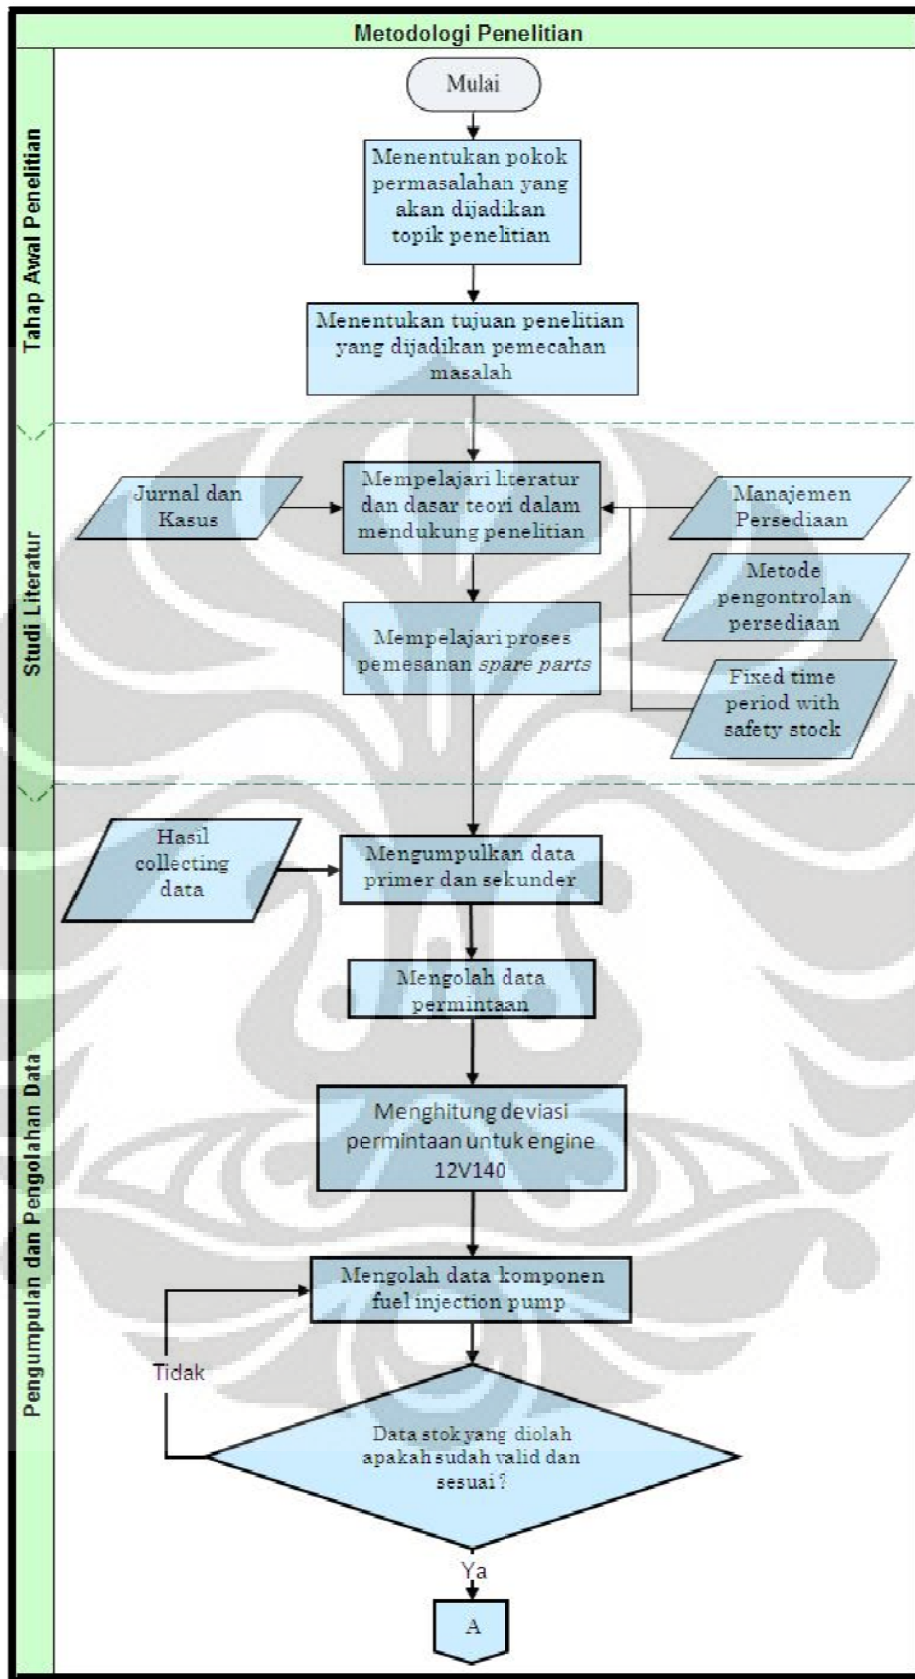 Metodologi Penelitian
Tahap Awal Penelitian
Mulai
Menentukan pokok
permasalahan yang
akan dijadikan
topik penelitian
Menentukan tujuan penelitian
yang dijadikan pemecahan
masalah
Studi Literatur
Jurnal dan
Kasus
Mempelajari literatur
dan dasar teori dalam
mendukung penelitian
Manajemen
Persediaan
Metode
pengontrolan
persediaan
Mempelajari proses
pemesanan spare parts
Fixed time
period with
safety stock
Pengumpulan dan Pengolahan Data
Hasil
collecting
data
Mengumpulkan data
primer dan sekunder
Mengolah data
permintaan
Menghitung deviasi
permintaan untuk engine
12V140
Mengolah data komponen
fuel injection pump
Tidak
Data stok yang diolah
apakah sudah valid dan
sesuai ?
Ya
A